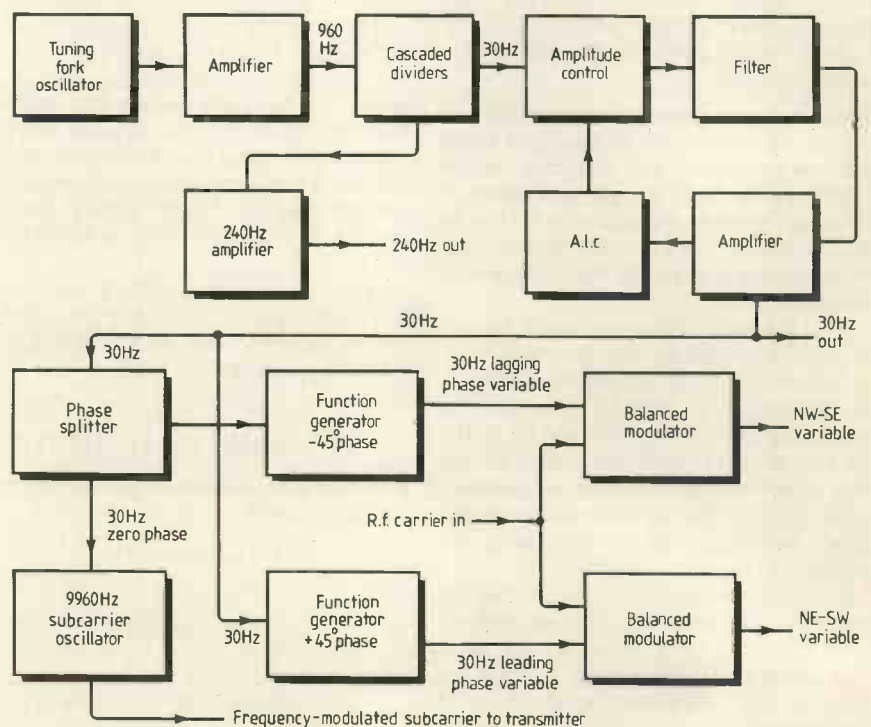 Tuning
fork
oscillator
Amplifier
960
Hz
Cascaded
dividers
30Hz
Amplitude
control
Filter
240Hz
amplifier
240Hz out
A.l.c.
Amplifier
30Hz
30Hz
out
30Hz
Phase
splitter
Function
generator
-45° phase
30Hz lagging
phase variable
Balanced
modulator
NW-SE
variable
R.f. carrier in
30Hz
zero phase
9960Hz
subcarrier
oscillator
30Hz
Function
generator
+45° phase
30Hz leading
phase variable
Balanced
modulator
NE-SW
variable
Frequency-modulated subcarrier to transmitter